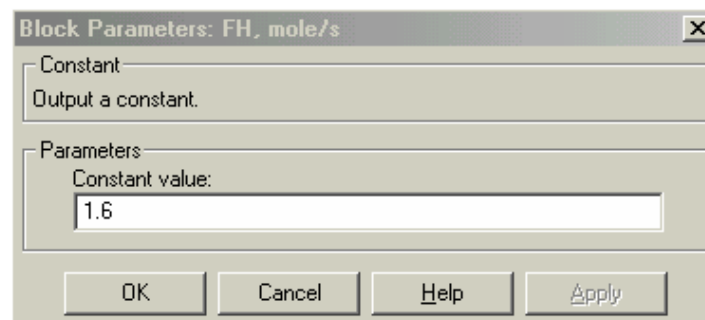 Block Parameters: FH, mole/s
Constant
Output a constant.
Parameters
Constant value:
1.6
OK Cancel Help Apply